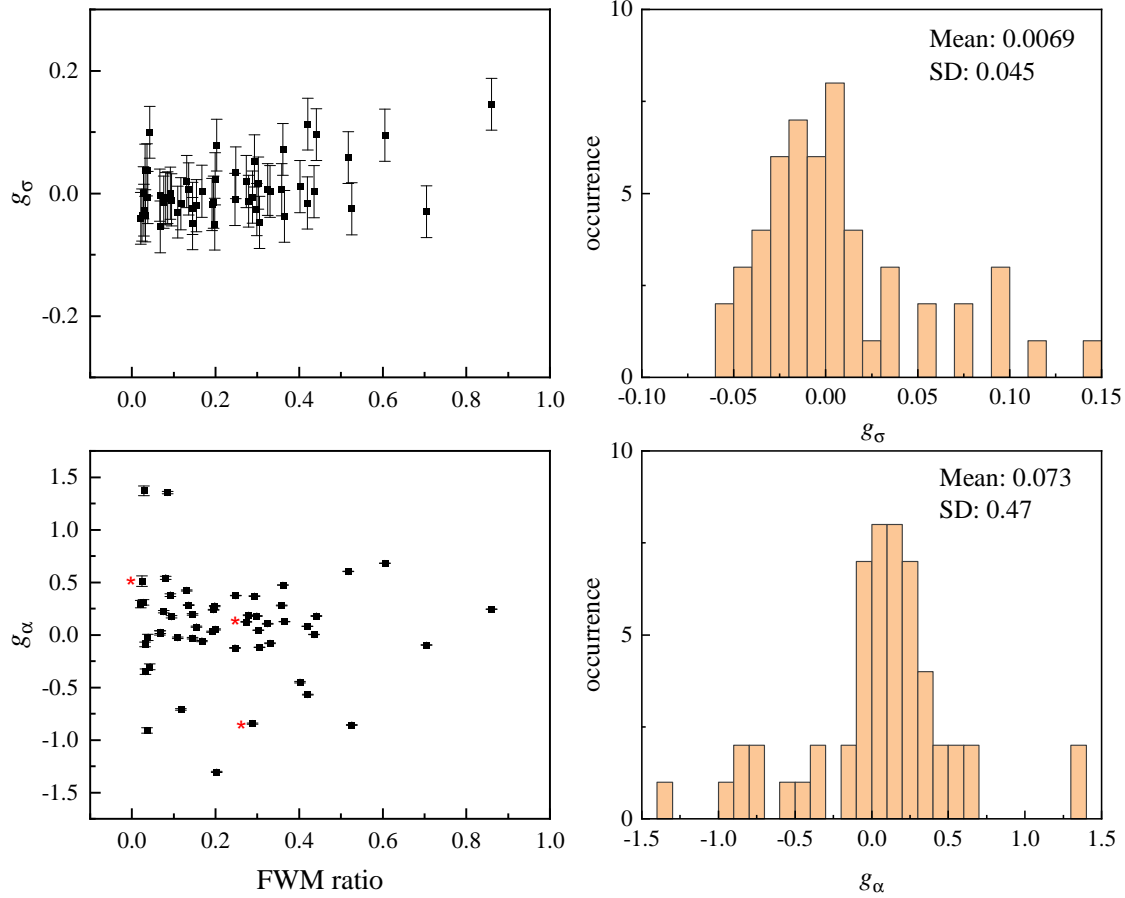 0.2
0.0
-0.2
gσ
0.0 0.2 0.4 0.6 0.8 1.0
10
5
0
occurrence
Mean: 0.0069
SD: 0.045
-0.10 -0.05 0.00 0.05 0.10 0.15
gσ
1.5
1.0
0.5
0.0
-0.5
-1.0
-1.5
gα
0.0 0.2 0.4 0.6 0.8 1.0
FWM ratio
10
5
0
occurrence
Mean: 0.073
SD: 0.47
-1.5 -1.0 -0.5 0.0 0.5 1.0 1.5
gα